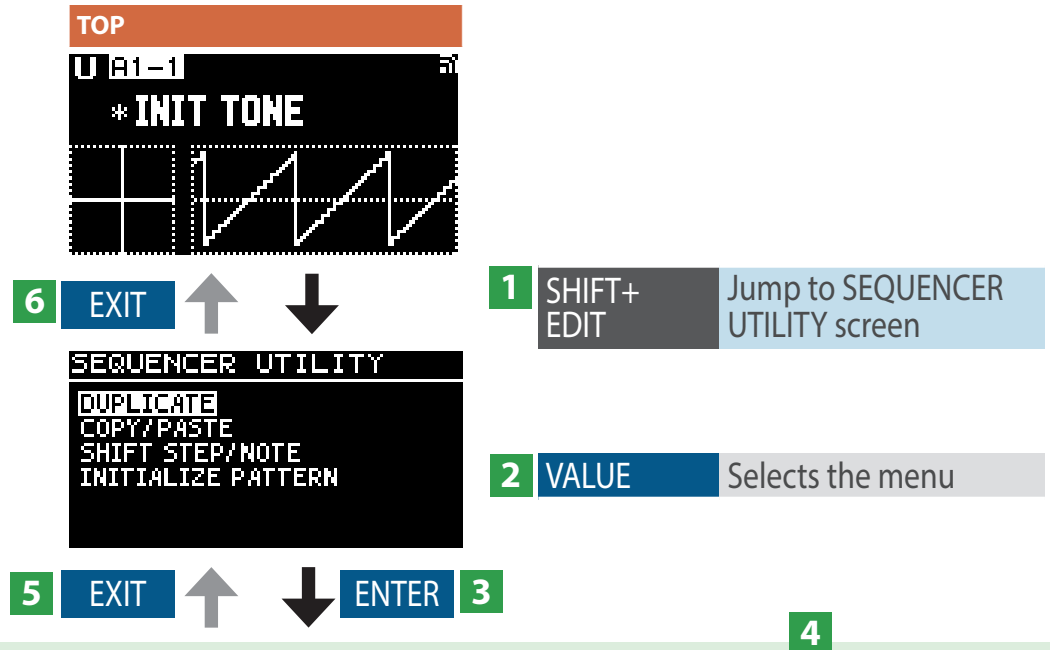 TOP
U A1-1
*INIT TONE
6 EXIT
1 SHIFT+ EDIT Jump to SEQUENCER UTILITY screen
SEQUENCER UTILITY
DUPLICATE
COPY/PASTE
SHIFT STEP/NOTE
INITIALIZE PATTERN
2 VALUE Selects the menu
5 EXIT
ENTER 3
4